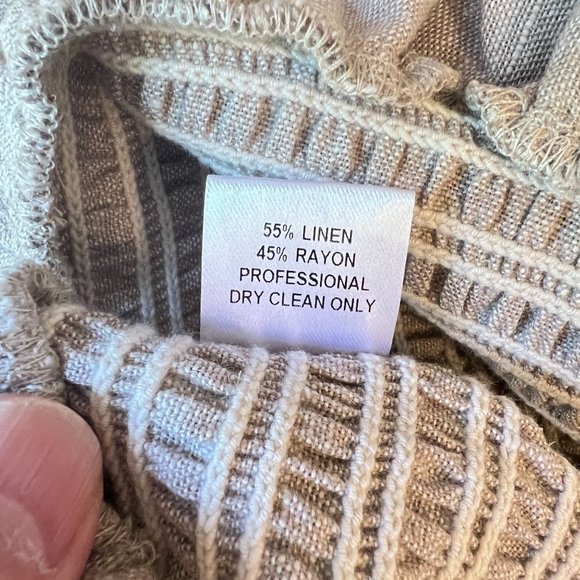 55% LINEN
45% RAYON
PROFESSIONAL
DRY CLEAN ONLY